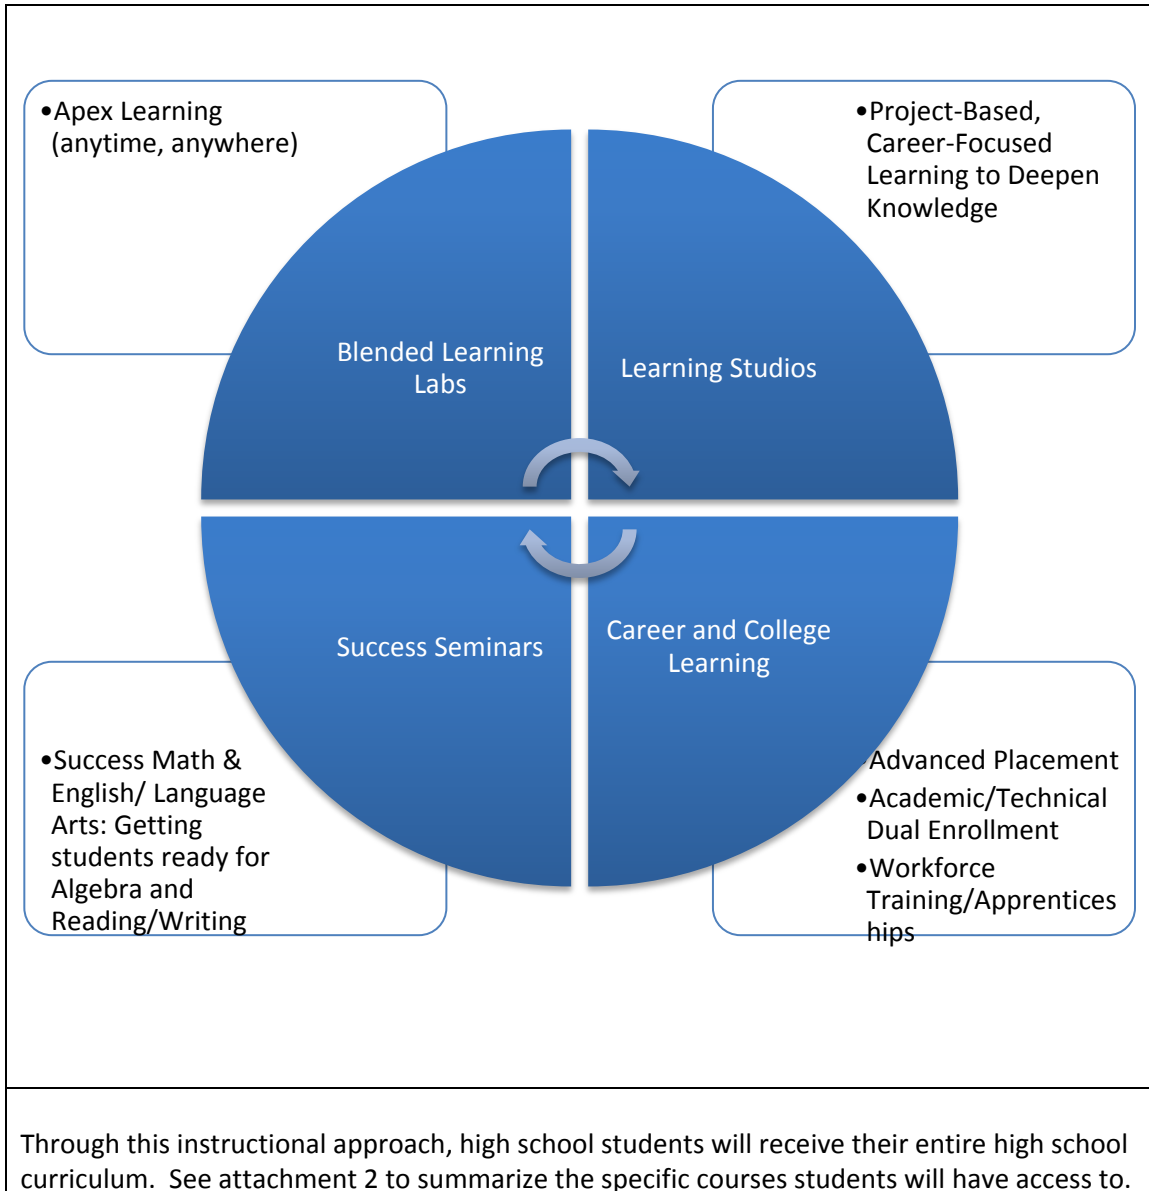 •Apex Learning
(anytime, anywhere)
•Project-Based,
Career-Focused
Learning to Deepen
Knowledge
Blended Learning
Labs
Learning Studios
Success Seminars
Career and College
Learning
•Success Math &
English/ Language
Arts: Getting
students ready for
Algebra and
Reading/Writing
•Advanced Placement
•Academic/Technical
Dual Enrollment
•Workforce
Training/Apprentices
hips
Through this instructional approach, high school students will receive their entire high school
curriculum.  See attachment 2 to summarize the specific courses students will have access to.